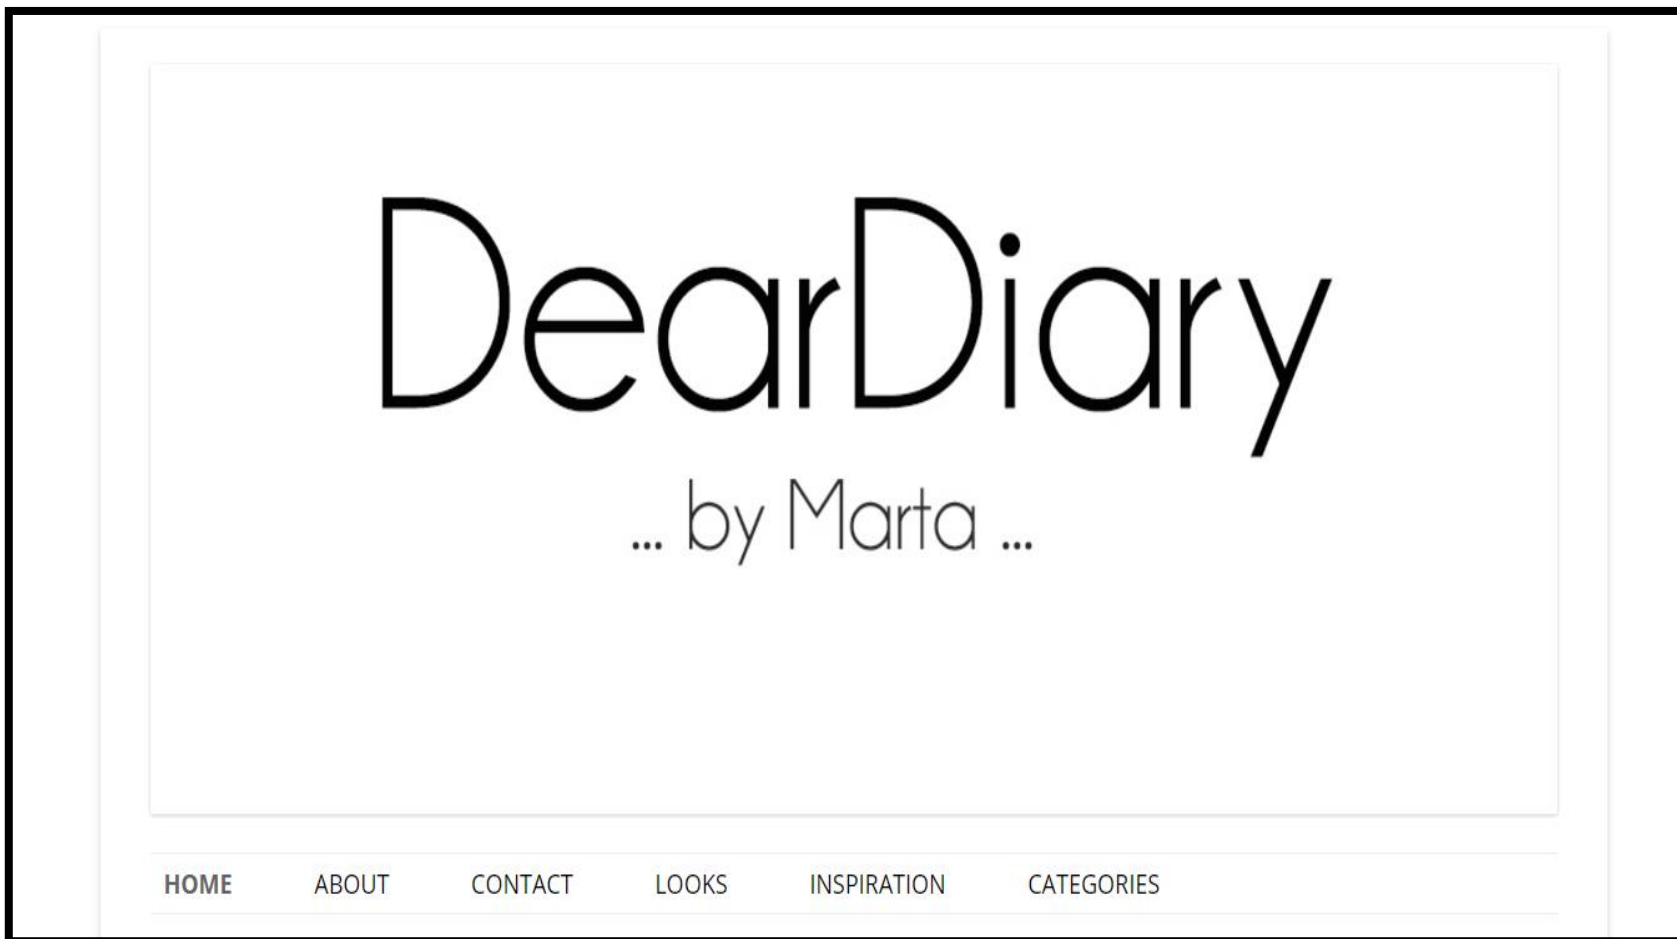 DearDiary
... by Marta ...
HOME ABOUT CONTACT LOOKS INSPIRATION CATEGORIES